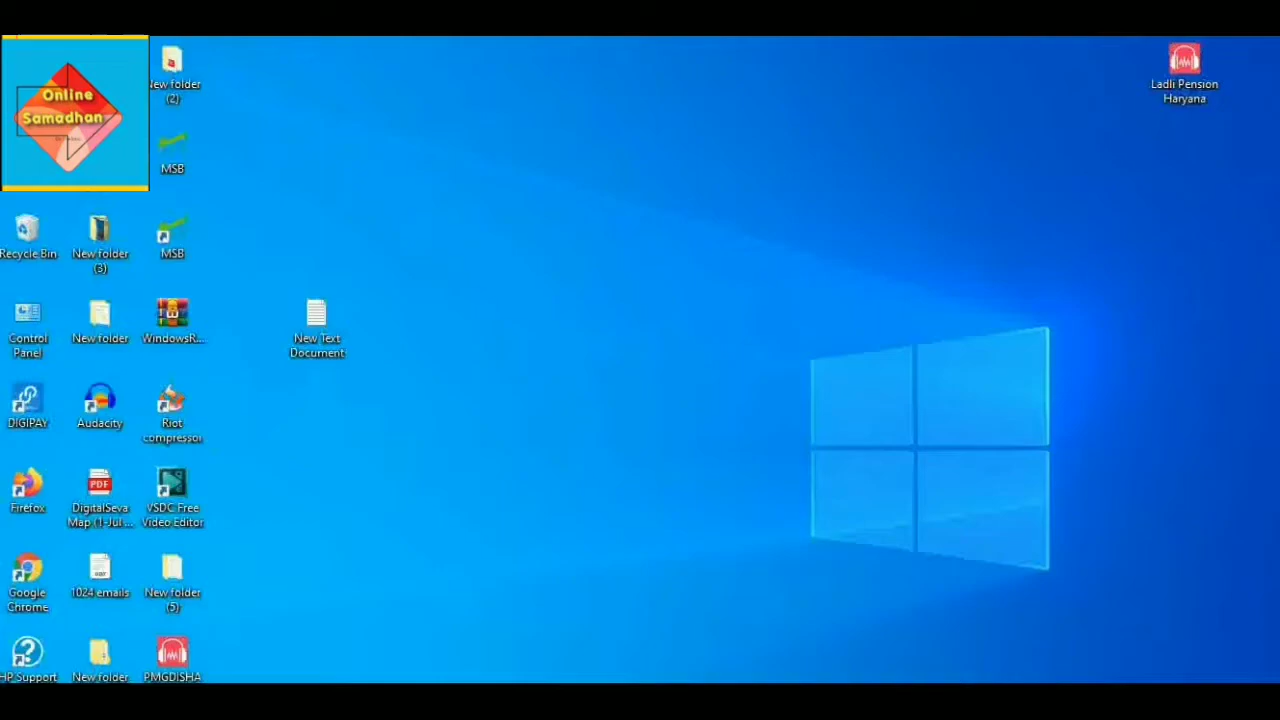 Online
Samadhan
New folder
(2)
MSB
Recycle Bin
New folder
(3)
MSB
Control
Panel
New folder
WindowsR...
New Text
Document
DIGIPAY
Audacity
Riot
compressor
Firefox
PDF
DigitalSeva
Map (1-Jul-...
VSDC Free
Video Editor
Google
Chrome
1024 emails
New folder
(5)
HP Support
New folder
PMGDISHA
Ladli Pension
Haryana